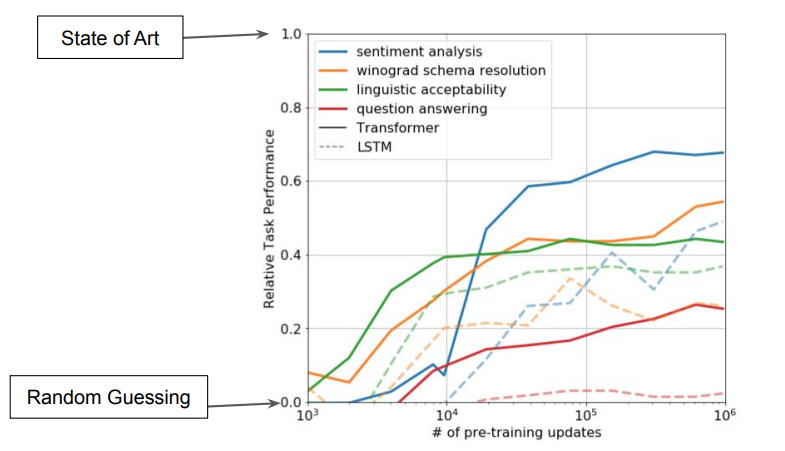 State of Art
1.0
sentiment analysis
winograd schema resolution
linguistic acceptability
question answering
Transformer
LSTM
0.8
0.6
0.4
0.2
0.0
Relative Task Performance
Random Guessing
10³ 10⁴ 10⁵ 10⁶
# of pre-training updates